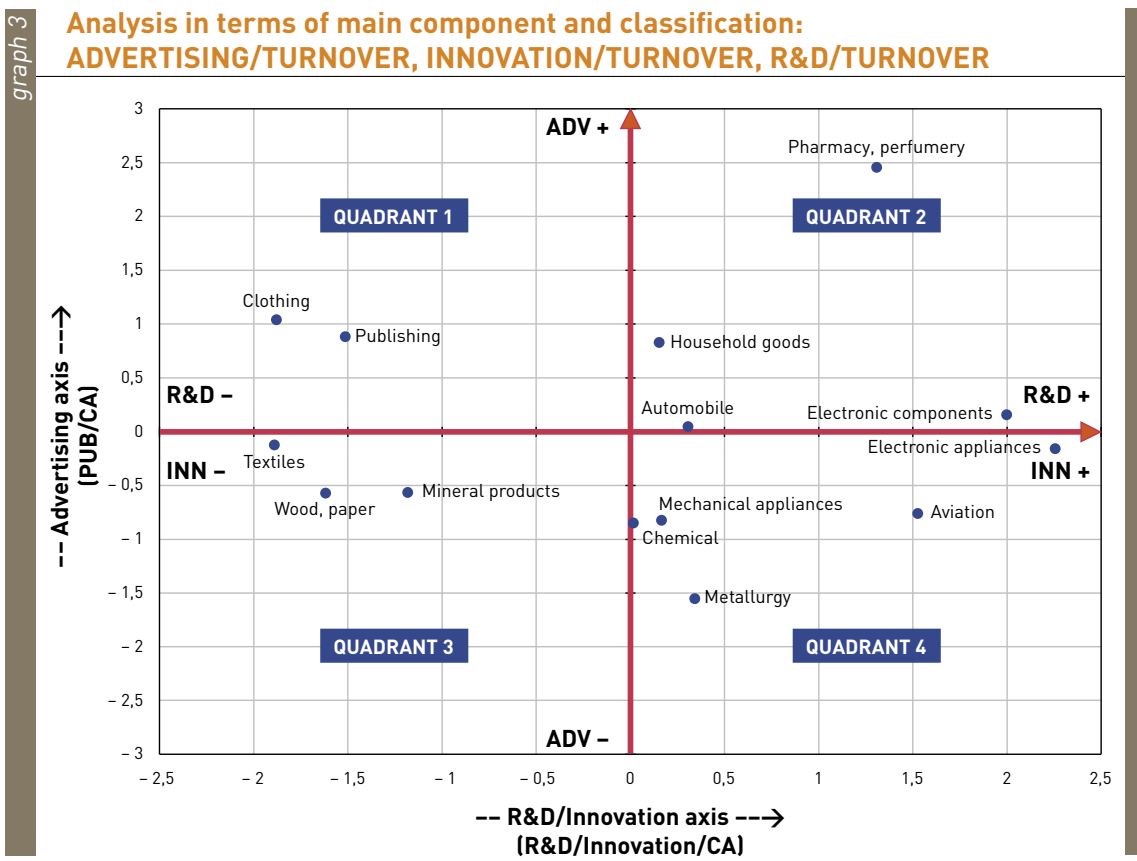 graph 3
Analysis in terms of main component and classification:
ADVERTISING/TURNOVER, INNOVATION/TURNOVER, R&D/TURNOVER
3
2,5
2
1,5
1
0,5
0
– 0,5
– 1
– 1,5
– 2
– 2,5
– 3
-- Advertising axis --->
(PUB/CA)
ADV +
Pharmacy, perfumery
QUADRANT 1
QUADRANT 2
Clothing
Publishing
Household goods
R&D –
R&D +
Automobile
Electronic components
Textiles
Electronic appliances
INN –
INN +
Wood, paper
Mineral products
Mechanical appliances
Aviation
Chemical
Metallurgy
QUADRANT 3
QUADRANT 4
ADV –
– 2,5
– 2
– 1,5
– 1
– 0,5
0
0,5
1
1,5
2
2,5
-- R&D/Innovation axis --->
(R&D/Innovation/CA)